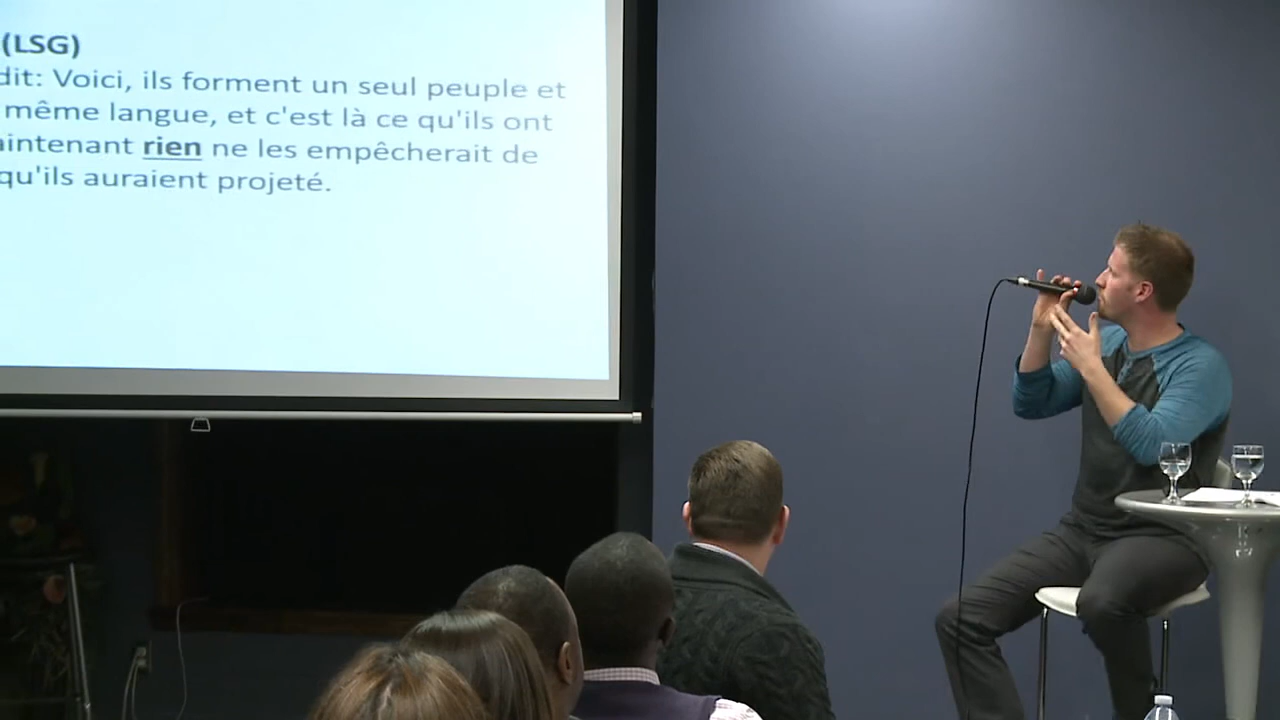 (LSG)
dit: Voici, ils forment un seul peuple et
même langue, et c'est là ce qu'ils ont
aintenant rien ne les empêcherait de
qu'ils auraient projeté.